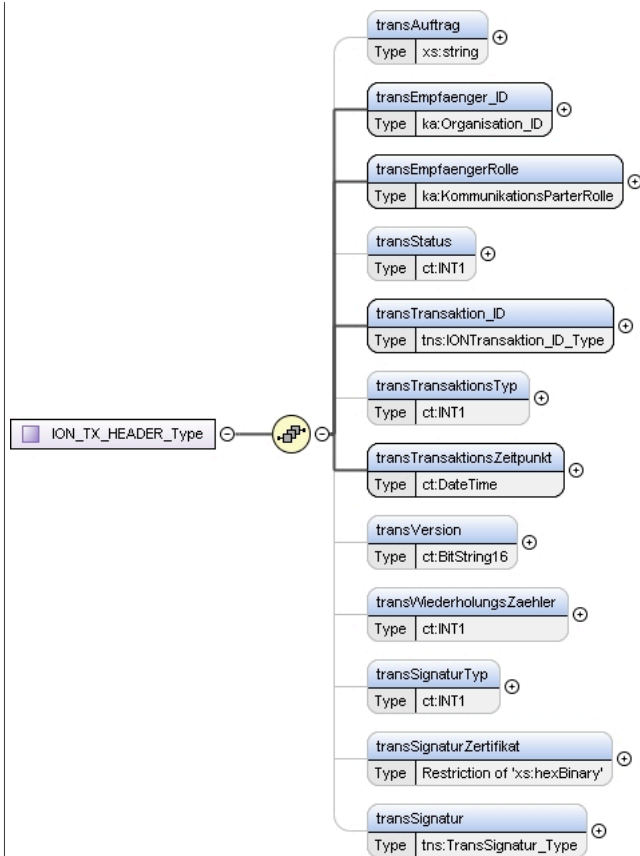 transAuftrag
Type xs:string
transEmpfaenger_ID
Type ka:Organisation_ID
transEmpfaengerRolle
Type ka:KommunikationsParterRolle
transStatus
Type ct:INT1
transTransaktion_ID
Type tns:IONTransaktion_ID_Type
transTransaktionsTyp
Type ct:INT1
ION_TX_HEADER_Type
transTransaktionsZeitpunkt
Type ct:DateTime
transVersion
Type ct:BitString16
transWiederholungsZaehler
Type ct:INT1
transSignaturTyp
Type ct:INT1
transSignaturZertifikat
Type Restriction of 'xs:hexBinary'
transSignatur
Type tns:TransSignatur_Type